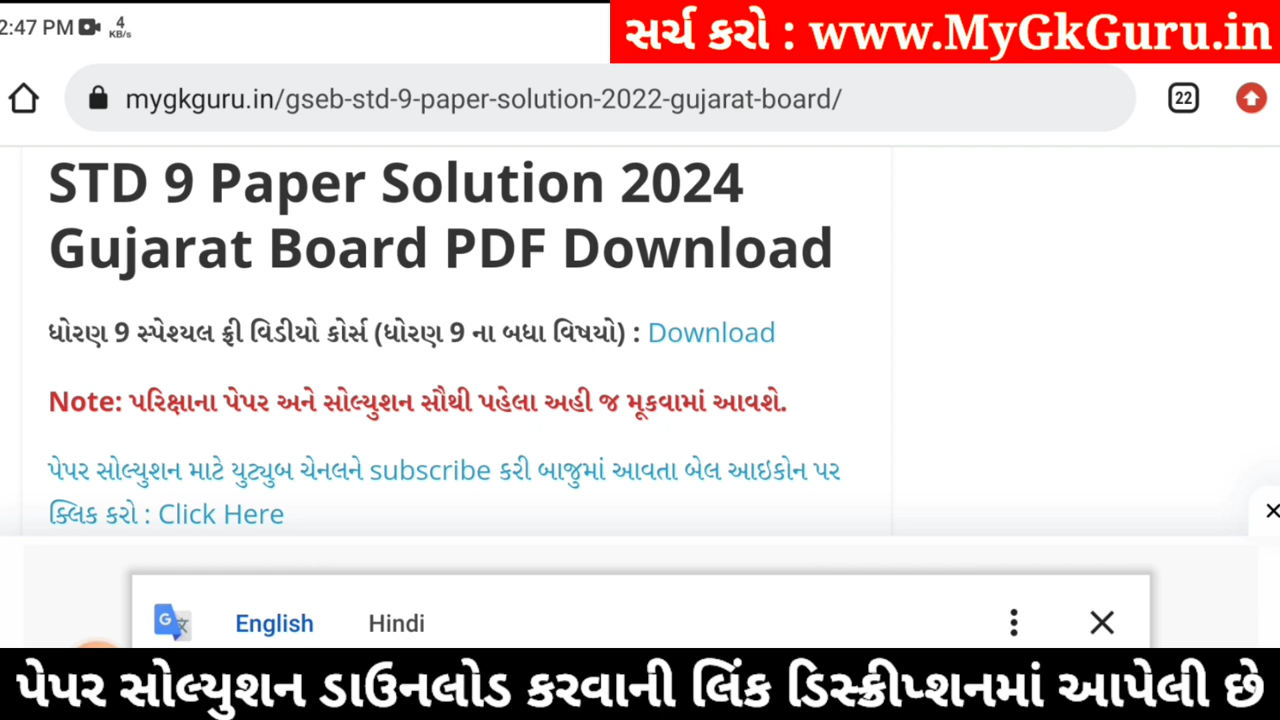 2:47 PM 4 KB/s
સર્ચ કરો : www.MyGkGuru.in
mygkguru.in/gseb-std-9-paper-solution-2022-gujarat-board/
22
STD 9 Paper Solution 2024
Gujarat Board PDF Download
ધોરણ 9 સ્પેશ્યલ ફ્રી વિડીયો કોર્સ (ધોરણ 9 ના બધા વિષયો) : Download
Note: પરિક્ષાના પેપર અને સોલ્યુશન સૌથી પહેલા અહી જ મૂકવામાં આવશે.
પેપર સોલ્યુશન માટે યુટ્યુબ ચેનલને subscribe કરી બાજુમાં આવતા બેલ આઇકોન પર
ક્લિક કરો : Click Here
English Hindi
પેપર સોલ્યુશન ડાઉનલોડ કરવાની લિંક ડિસ્ક્રીપ્શનમાં આપેલી છે